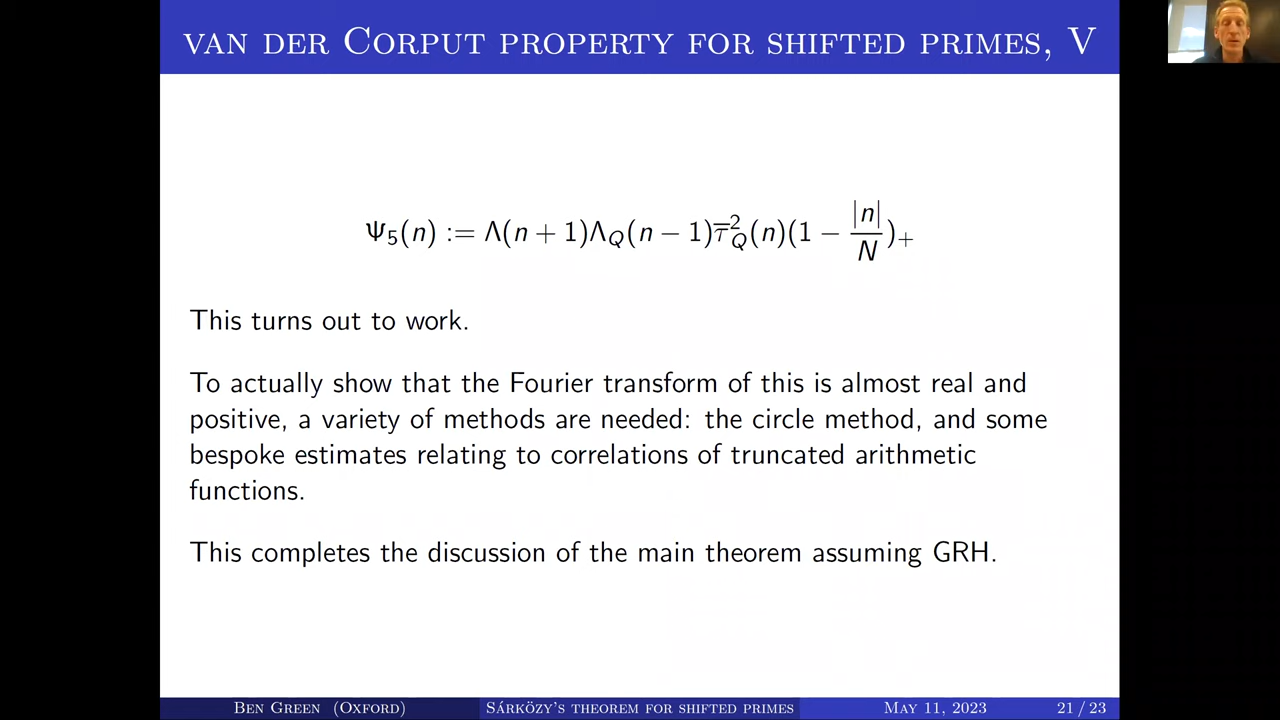 VAN DER CORPUT PROPERTY FOR SHIFTED PRIMES, V
Ψ₅(n) := Λ(n + 1)Λ_Q(n − 1)τ̅²_Q(n)(1 − |n|/N)₊
This turns out to work.
To actually show that the Fourier transform of this is almost real and
positive, a variety of methods are needed: the circle method, and some
bespoke estimates relating to correlations of truncated arithmetic
functions.
This completes the discussion of the main theorem assuming GRH.
BEN GREEN (OXFORD) SÁRKÖZY'S THEOREM FOR SHIFTED PRIMES MAY 11, 2023 21 / 23